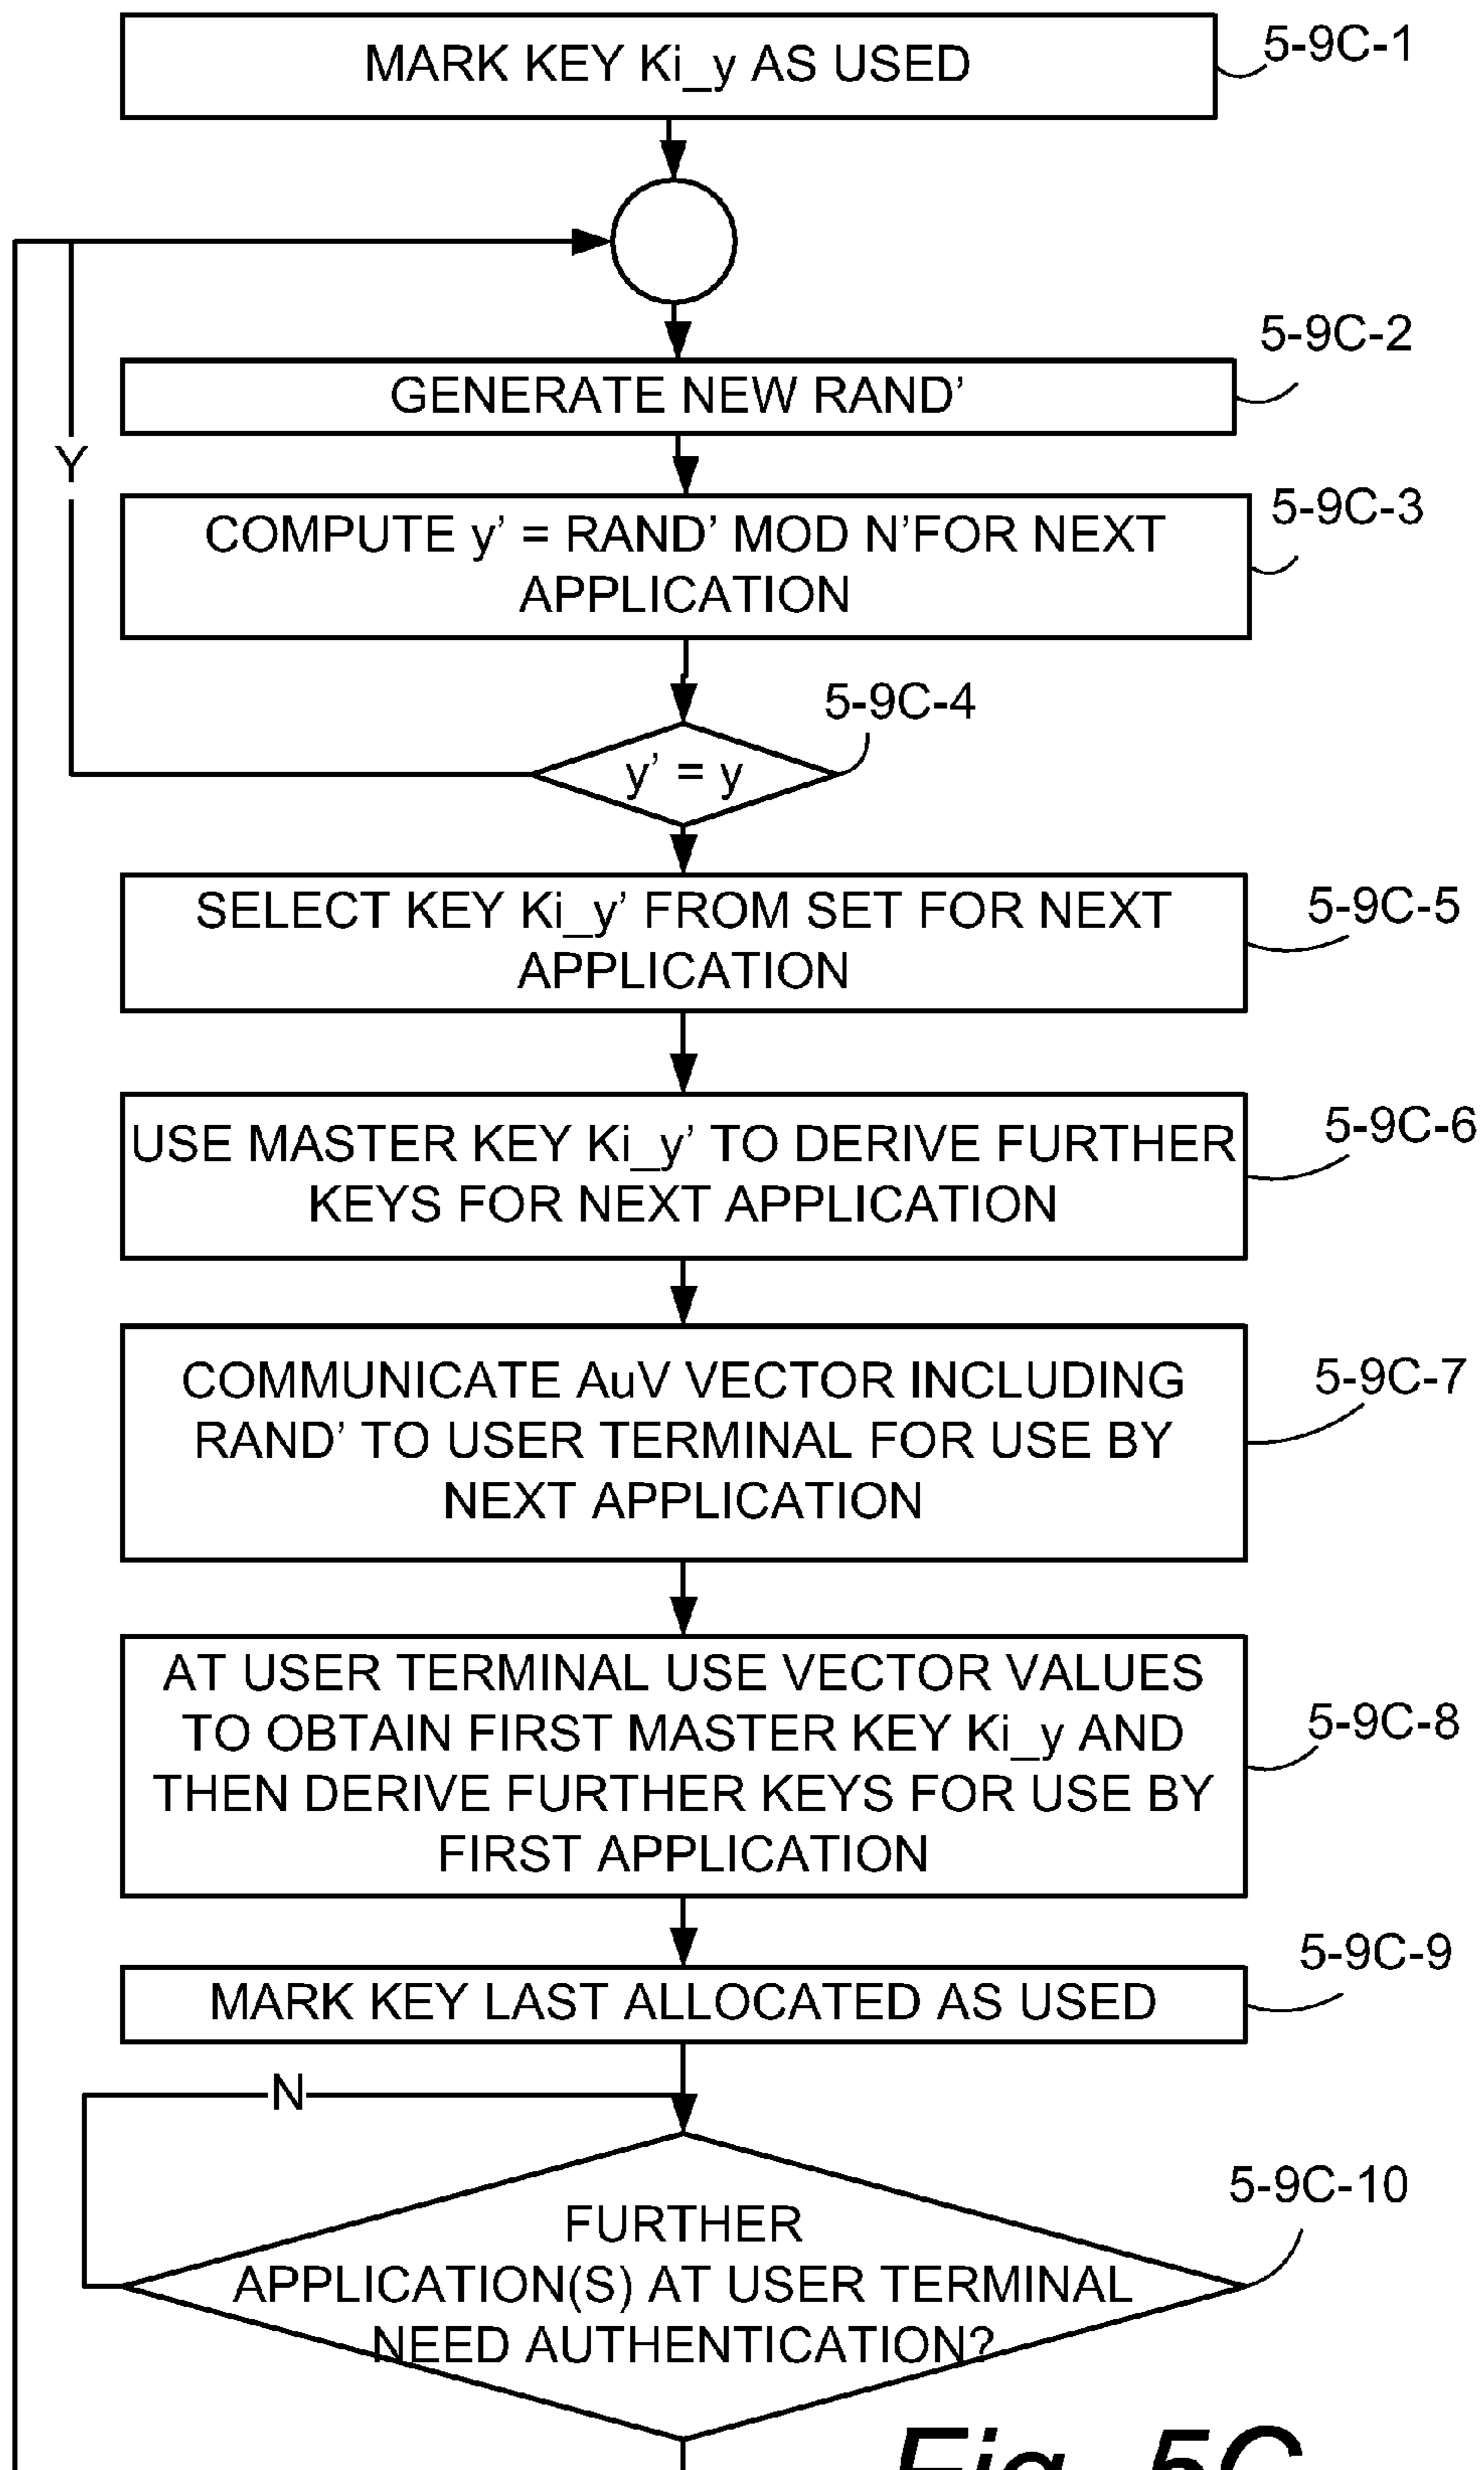 MARK KEY Ki_y AS USED
5-9C-1
5-9C-2
GENERATE NEW RAND’
Y
5-9C-3
COMPUTE y’ = RAND’ MOD N’FOR NEXT
APPLICATION
5-9C-4
y’ = y
SELECT KEY Ki_y’ FROM SET FOR NEXT
APPLICATION
5-9C-5
USE MASTER KEY Ki_y’ TO DERIVE FURTHER
KEYS FOR NEXT APPLICATION
5-9C-6
COMMUNICATE AuV VECTOR INCLUDING
RAND’ TO USER TERMINAL FOR USE BY
NEXT APPLICATION
5-9C-7
AT USER TERMINAL USE VECTOR VALUES
TO OBTAIN FIRST MASTER KEY Ki_y AND
THEN DERIVE FURTHER KEYS FOR USE BY
FIRST APPLICATION
5-9C-8
5-9C-9
MARK KEY LAST ALLOCATED AS USED
N
5-9C-10
FURTHER
APPLICATION(S) AT USER TERMINAL
NEED AUTHENTICATION?
Fig. 5C